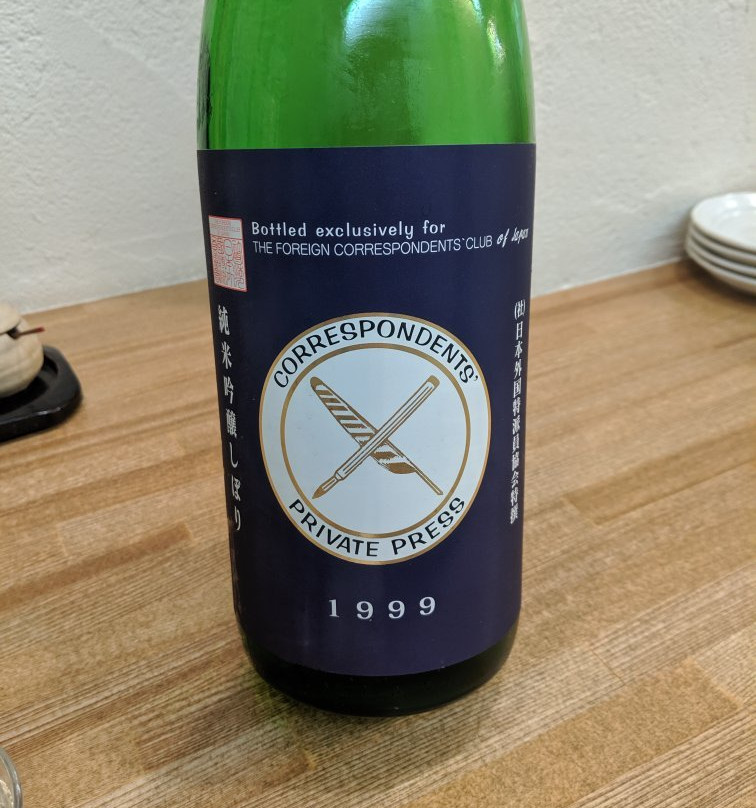 Bottled exclusively for
THE FOREIGN CORRESPONDENTS' CLUB of Japan
純米吟醸しぼり
(社)日本外国特派員協会特撰
CORRESPONDENTS'
PRIVATE PRESS
1999